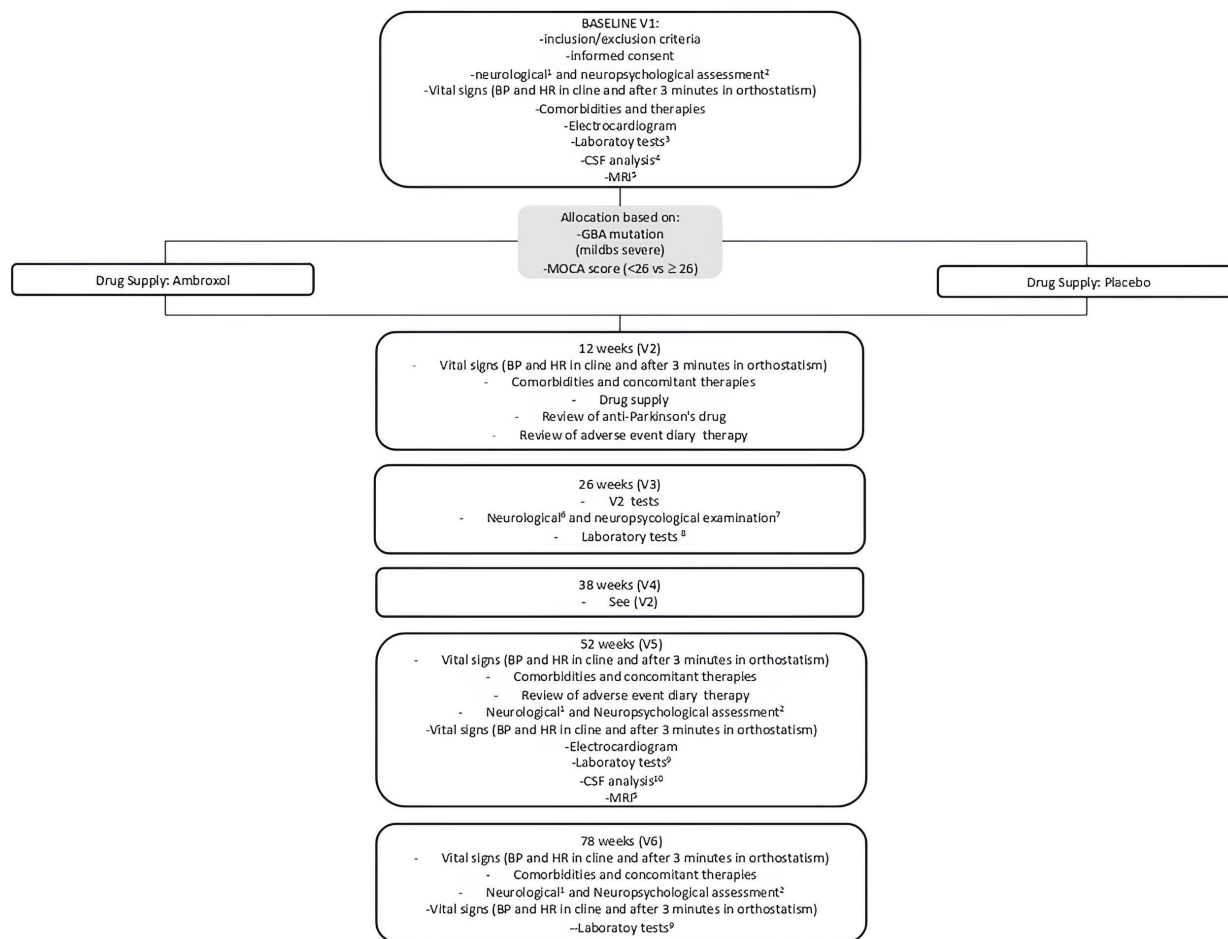 BASELINE V1:
-inclusion/exclusion criteria
-informed consent
-neurological¹ and neuropsychological assessment²
-Vital signs (BP and HR in cline and after 3 minutes in orthostatism)
-Comorbidities and therapies
-Electrocardiogram
-Laboratoy tests³
-CSF analysis⁴
-MRI⁵
Allocation based on:
-GBA mutation
(mildbs severe)
-MOCA score (<26 vs ≥ 26)
Drug Supply: Ambroxol
Drug Supply: Placebo
12 weeks (V2)
- Vital signs (BP and HR in cline and after 3 minutes in orthostatism)
- Comorbidities and concomitant therapies
- Drug supply
- Review of anti-Parkinson's drug
- Review of adverse event diary therapy
26 weeks (V3)
- V2 tests
- Neurological⁶ and neuropsycological examination⁷
- Laboratory tests ⁸
38 weeks (V4)
- See (V2)
52 weeks (V5)
- Vital signs (BP and HR in cline and after 3 minutes in orthostatism)
- Comorbidities and concomitant therapies
- Review of adverse event diary therapy
- Neurological¹ and Neuropsychological assessment²
-Vital signs (BP and HR in cline and after 3 minutes in orthostatism)
-Electrocardiogram
-Laboratoy tests⁹
-CSF analysis¹⁰
-MRI⁵
78 weeks (V6)
- Vital signs (BP and HR in cline and after 3 minutes in orthostatism)
- Comorbidities and concomitant therapies
- Neurological¹ and Neuropsychological assessment²
-Vital signs (BP and HR in cline and after 3 minutes in orthostatism)
--Laboratoy tests⁹